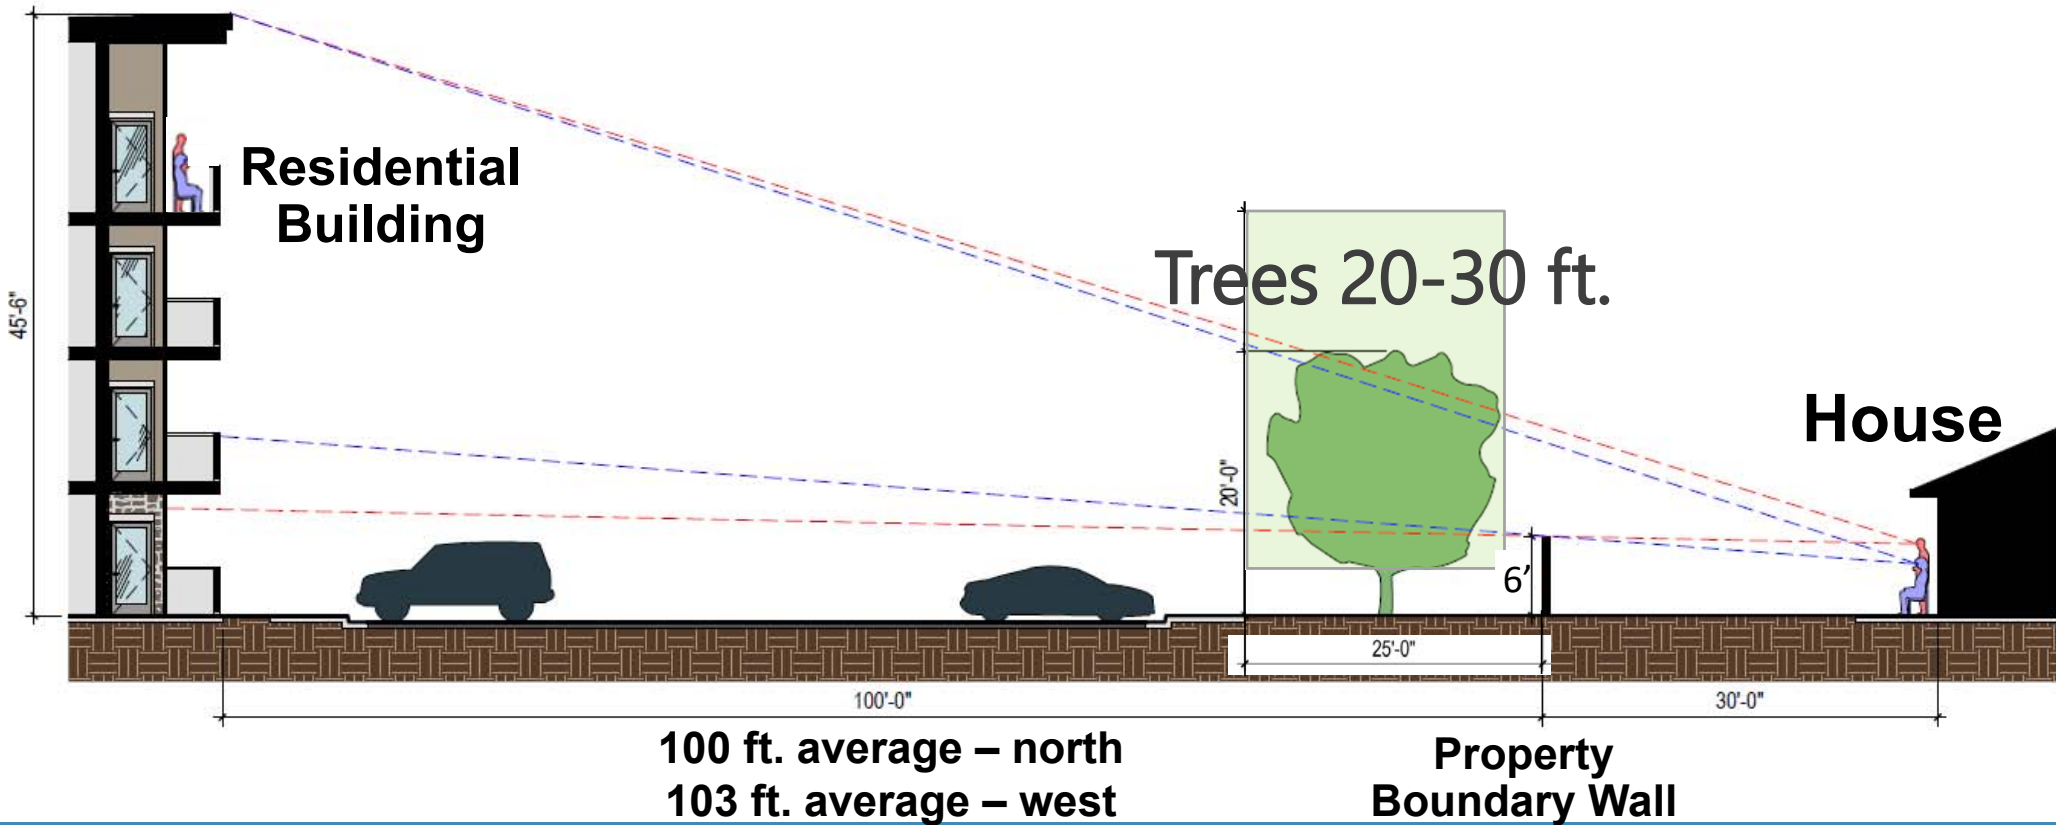 45'-6"
Residential
Building
Trees 20-30 ft.
House
20'-0"
6'
25'-0"
100'-0"
30'-0"
100 ft. average – north
103 ft. average – west
Property
Boundary Wall